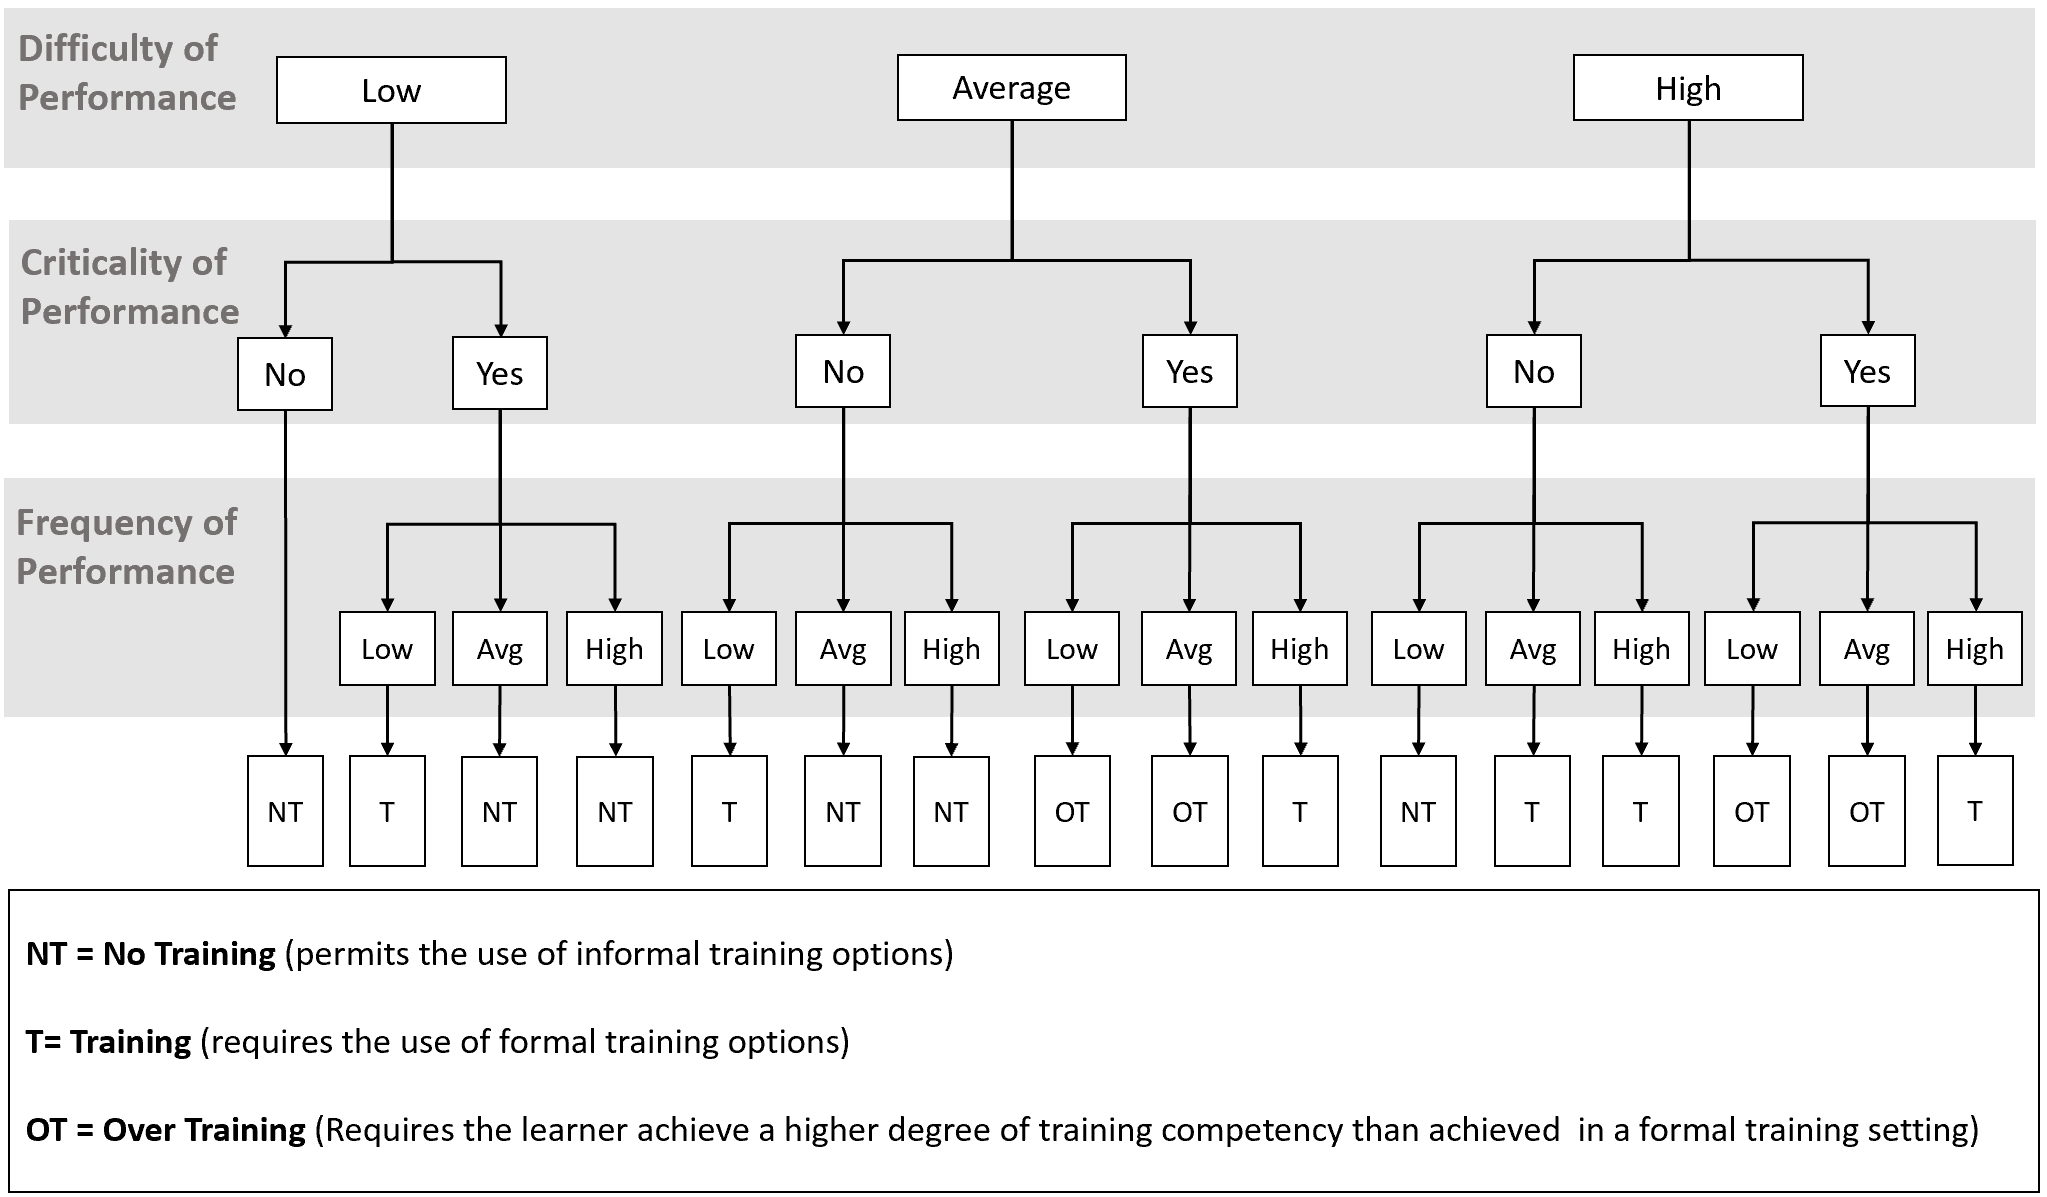 Difficulty of
Performance
Low
Average
High
Criticality of
Performance
No
Yes
No
Yes
No
Yes
Frequency of
Performance
Low
Avg
High
Low
Avg
High
Low
Avg
High
Low
Avg
High
Low
Avg
High
NT
T
NT
NT
T
NT
NT
OT
OT
T
NT
T
T
OT
OT
T
NT = No Training (permits the use of informal training options)
T= Training (requires the use of formal training options)
OT = Over Training (Requires the learner achieve a higher degree of training competency than achieved  in a formal training setting)